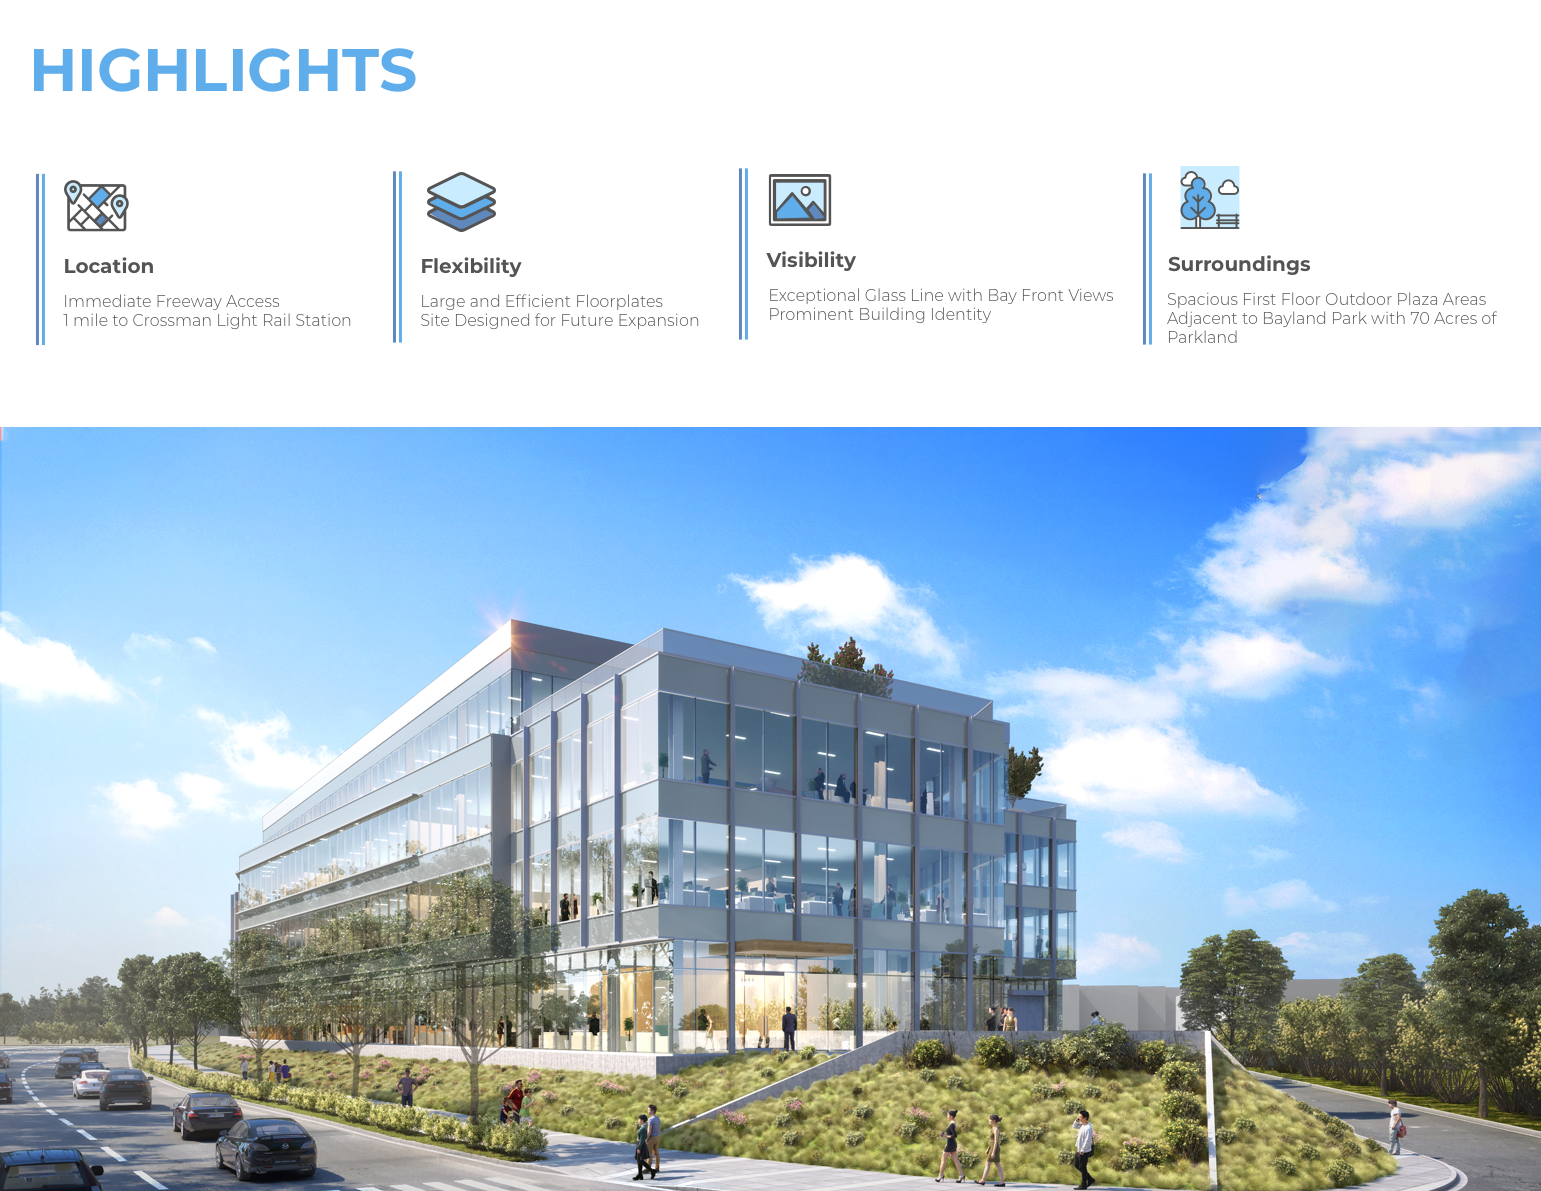 HIGHLIGHTS
Location
Immediate Freeway Access
1 mile to Crossman Light Rail Station
Flexibility
Large and Efficient Floorplates
Site Designed for Future Expansion
Visibility
Exceptional Glass Line with Bay Front Views
Prominent Building Identity
Surroundings
Spacious First Floor Outdoor Plaza Areas
Adjacent to Bayland Park with 70 Acres of
Parkland